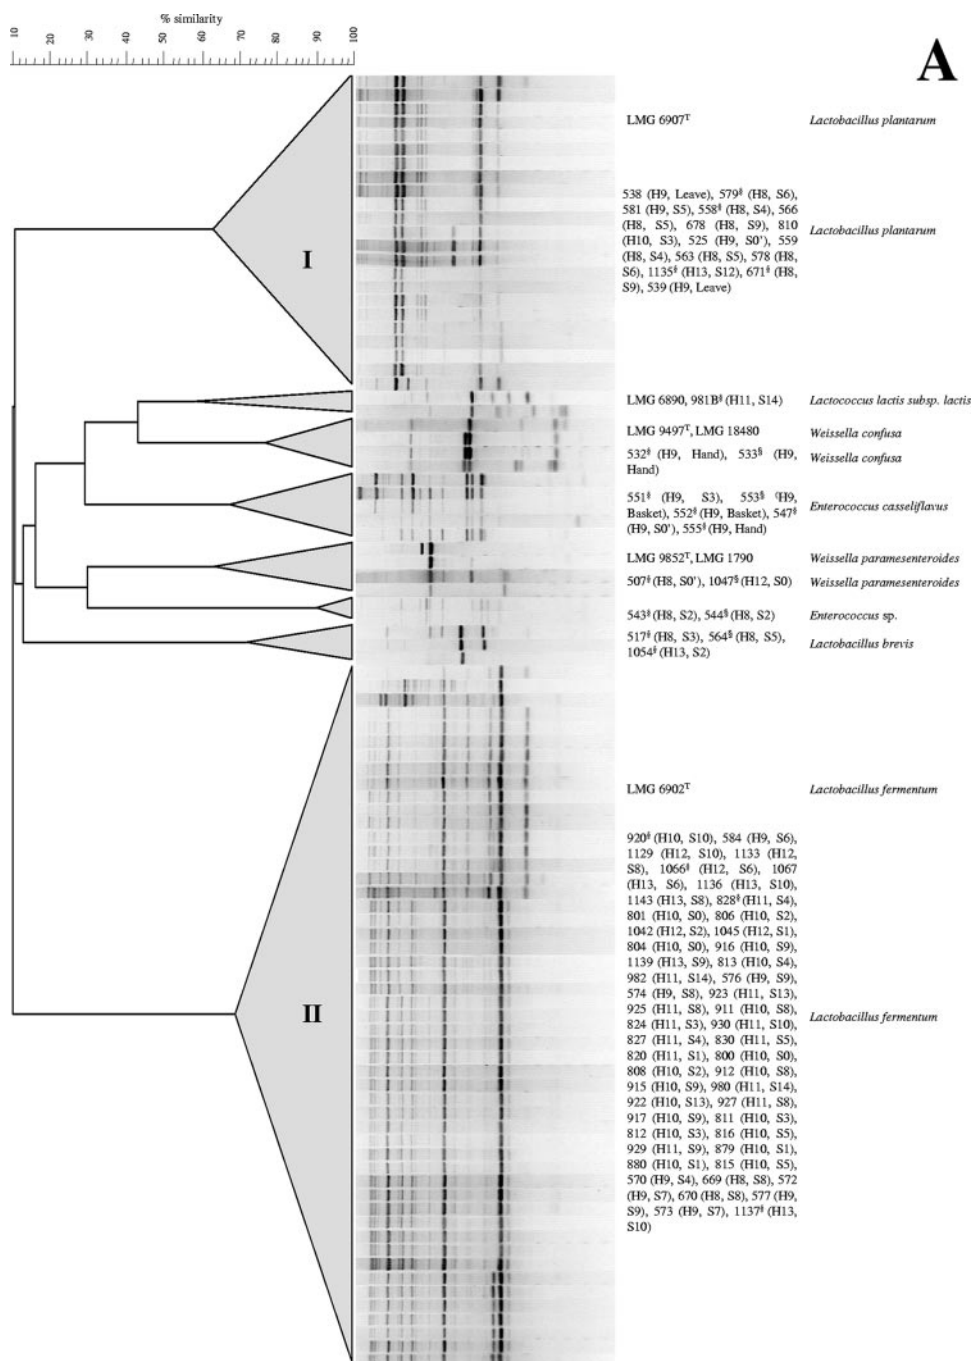 % similarity
10 20 30 40 50 60 70 80 90 100
A
LMG 6907ᵀ Lactobacillus plantarum
538 (H9, Leave), 579§ (H8, S6),
581 (H9, S5), 558§ (H8, S4), 566
(H8, S5), 678 (H8, S9), 810
(H10, S3), 525 (H9, S0’), 559
(H8, S4), 563 (H8, S5), 578 (H8,
S6), 1135§ (H13, S12), 671§ (H8,
S9), 539 (H9, Leave)
Lactobacillus plantarum
I
LMG 6890, 981B§ (H11, S14) Lactococcus lactis subsp. lactis
LMG 9497ᵀ, LMG 18480 Weissella confusa
532§ (H9, Hand), 533§ (H9,
Hand)
Weissella confusa
551§ (H9, S3), 553§ (H9,
Basket), 552§ (H9, Basket), 547§
(H9, S0’), 555§ (H9, Hand)
Enterococcus casseliflavus
LMG 9852ᵀ, LMG 1790 Weissella paramesenteroides
507§ (H8, S0’), 1047§ (H12, S0) Weissella paramesenteroides
543§ (H8, S2), 544§ (H8, S2) Enterococcus sp.
517§ (H8, S3), 564§ (H8, S5),
1054§ (H13, S2)
Lactobacillus brevis
LMG 6902ᵀ Lactobacillus fermentum
920§ (H10, S10), 584 (H9, S6),
1129 (H12, S10), 1133 (H12,
S8), 1066§ (H12, S6), 1067
(H13, S6), 1136 (H13, S10),
1143 (H13, S8), 828§ (H11, S4),
801 (H10, S0), 806 (H10, S2),
1042 (H12, S2), 1045 (H12, S1),
804 (H10, S0), 916 (H10, S9),
1139 (H13, S9), 813 (H10, S4),
982 (H11, S14), 576 (H9, S9),
574 (H9, S8), 923 (H11, S13),
925 (H11, S8), 911 (H10, S8),
824 (H11, S3), 930 (H11, S10),
827 (H11, S4), 830 (H11, S5),
820 (H11, S1), 800 (H10, S0),
808 (H10, S2), 912 (H10, S8),
915 (H10, S9), 980 (H11, S14),
922 (H10, S13), 927 (H11, S8),
917 (H10, S9), 811 (H10, S3),
812 (H10, S3), 816 (H10, S5),
929 (H11, S9), 879 (H10, S1),
880 (H10, S1), 815 (H10, S5),
570 (H9, S4), 669 (H8, S8), 572
(H9, S7), 670 (H8, S8), 577 (H9,
S9), 573 (H9, S7), 1137§ (H13,
S10)
Lactobacillus fermentum
II